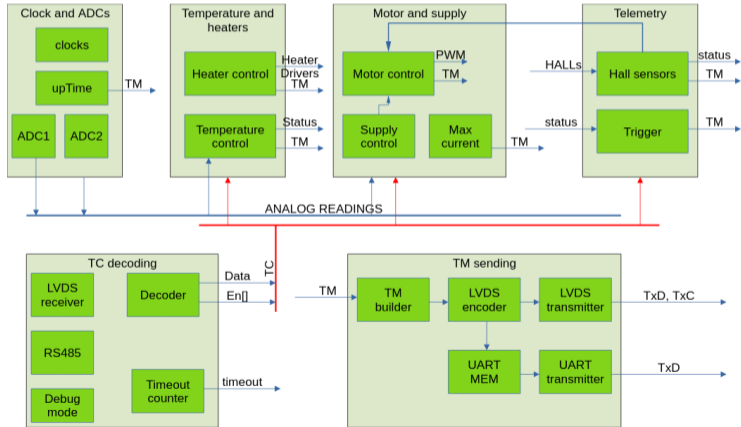 Clock and ADCs
clocks
upTime
TM
ADC1
ADC2
Temperature and
heaters
Heater control
Heater
Drivers
TM
Temperature
control
Status
TM
Motor and supply
Motor control
PWM
TM
Supply
control
Max
current
TM
Telemetry
HALLs
Hall sensors
status
TM
status
Trigger
TM
ANALOG READINGS
TC
TC decoding
LVDS
receiver
Decoder
Data
En[]
RS485
Debug
mode
Timeout
counter
timeout
TM sending
TM
TM
builder
LVDS
encoder
LVDS
transmitter
TxD, TxC
UART
MEM
UART
transmitter
TxD